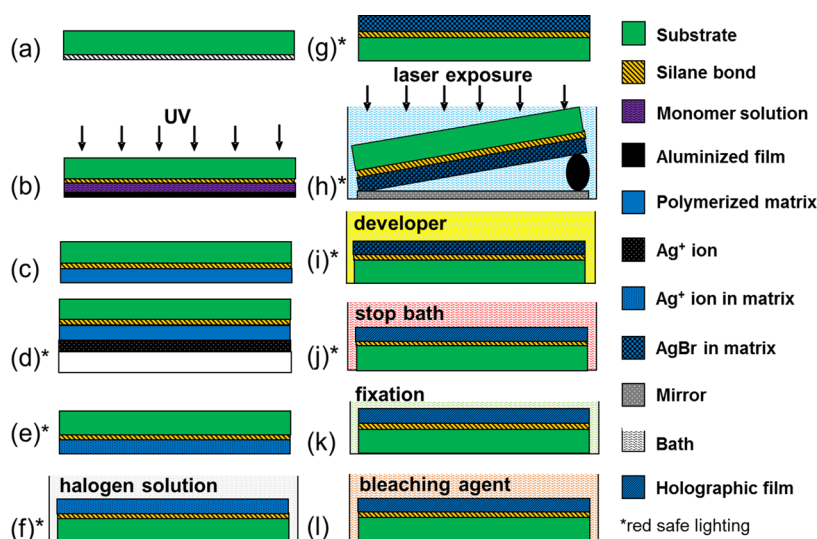 (a)
UV
(b)
(c)
(d)*
(e)*
halogen solution
(f)*
(g)*
laser exposure
(h)*
developer
(i)*
stop bath
(j)*
fixation
(k)
bleaching agent
(l)
Substrate
Silane bond
Monomer solution
Aluminized film
Polymerized matrix
Ag⁺ ion
Ag⁺ ion in matrix
AgBr in matrix
Mirror
Bath
Holographic film
*red safe lighting